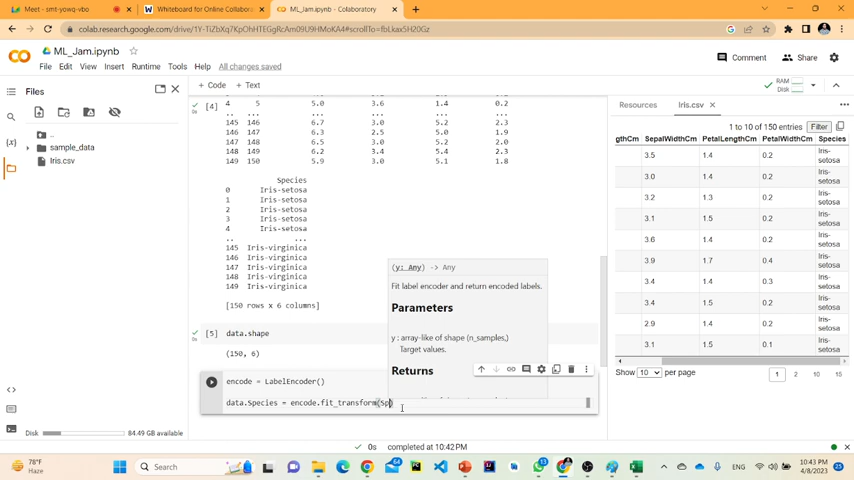 Meet - smt-yowq-vbo
Whiteboard for Online Collabora
ML_Jam.ipynb - Colaboratory
colab.research.google.com/drive/1Y-TiZbXq7KpOhHTEGgRcAm09U9HMoKA4#scrollTo=fbLkax5H20Gz
ML_Jam.ipynb
File Edit View Insert Runtime Tools Help All changes saved
Comment Share
Files
+ Code + Text
RAM
Disk
..
sample_data
Iris.csv
[4]
4 5 5.0 3.6 1.4 0.2
.. ... ... ... ... ...
145 146 6.7 3.0 5.2 2.3
146 147 6.3 2.5 5.0 1.9
147 148 6.5 3.0 5.2 2.0
148 149 6.2 3.4 5.4 2.3
149 150 5.9 3.0 5.1 1.8
Species
0 Iris-setosa
1 Iris-setosa
2 Iris-setosa
3 Iris-setosa
4 Iris-setosa
.. ...
145 Iris-virginica
146 Iris-virginica
147 Iris-virginica
148 Iris-virginica
149 Iris-virginica
[150 rows x 6 columns]
[5] data.shape
(150, 6)
encode = LabelEncoder()
data.Species = encode.fit_transform(Sp)
(y: Any) -> Any
Fit label encoder and return encoded labels.
Parameters
y : array-like of shape (n_samples,)
Target values.
Returns
Resources Iris.csv
1 to 10 of 150 entries Filter
gthCm SepalWidthCm PetalLengthCm PetalWidthCm Species
3.5 1.4 0.2 Iris-
setosa
3.0 1.4 0.2 Iris-
setosa
3.2 1.3 0.2 Iris-
setosa
3.1 1.5 0.2 Iris-
setosa
3.6 1.4 0.2 Iris-
setosa
3.9 1.7 0.4 Iris-
setosa
3.4 1.4 0.3 Iris-
setosa
3.4 1.5 0.2 Iris-
setosa
2.9 1.4 0.2 Iris-
setosa
3.1 1.5 0.1 Iris-
setosa
Show 10 per page 1 2 10 15
Disk 84.49 GB available
0s completed at 10:42PM
78°F
Haze
Search
64
ENG
10:43 PM
4/8/2023
25